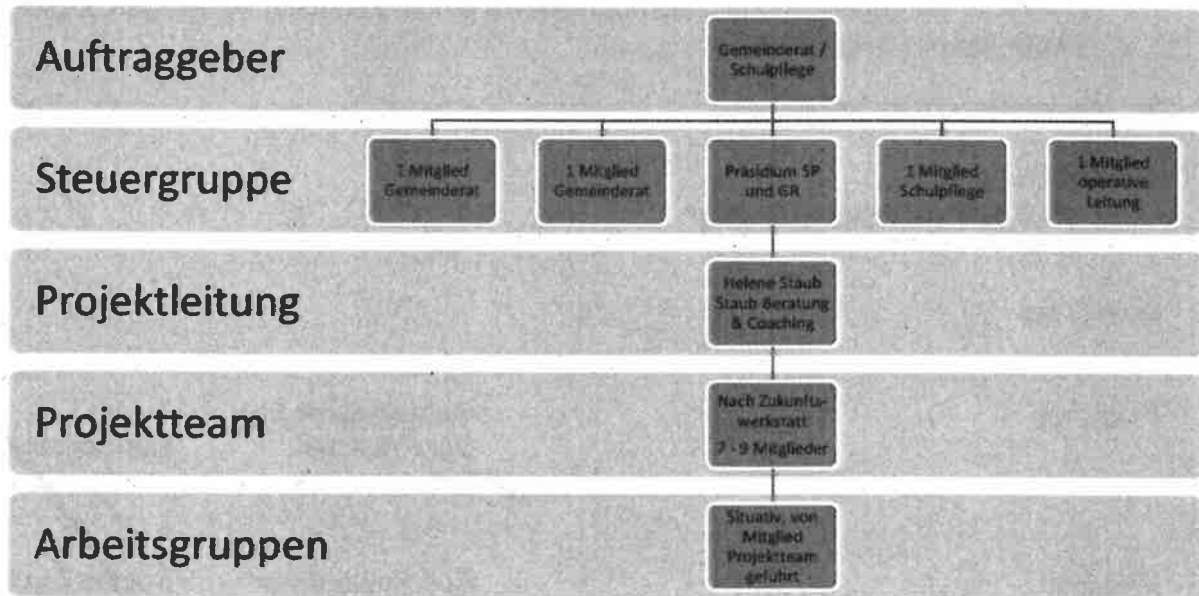 Auftraggeber
Gemeinderat /
Schulpflege
Steuergruppe
1 Mitglied
Gemeinderat
1 Mitglied
Gemeinderat
Präsidium SP
und GR
1 Mitglied
Schulpflege
1 Mitglied
operative
Leitung
Projektleitung
Helene Staub
Staub Beratung
& Coaching
Projektteam
Nach Zukunfts-
werkstatt
7 - 9 Mitglieder
Arbeitsgruppen
Situativ, von
Mitglied
Projektteam
geführt